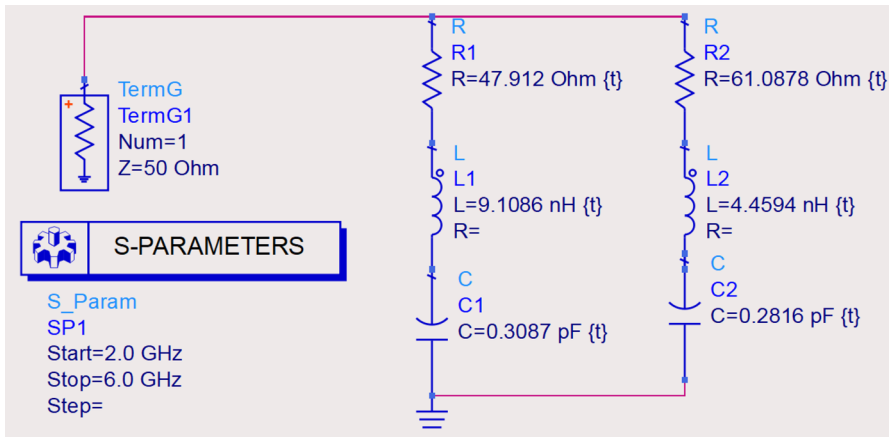 TermG
TermG1
Num=1
Z=50 Ohm
S-PARAMETERS
S_Param
SP1
Start=2.0 GHz
Stop=6.0 GHz
Step=
R
R1
R=47.912 Ohm {t}
L
L1
L=9.1086 nH {t}
R=
C
C1
C=0.3087 pF {t}
R
R2
R=61.0878 Ohm {t}
L
L2
L=4.4594 nH {t}
R=
C
C2
C=0.2816 pF {t}